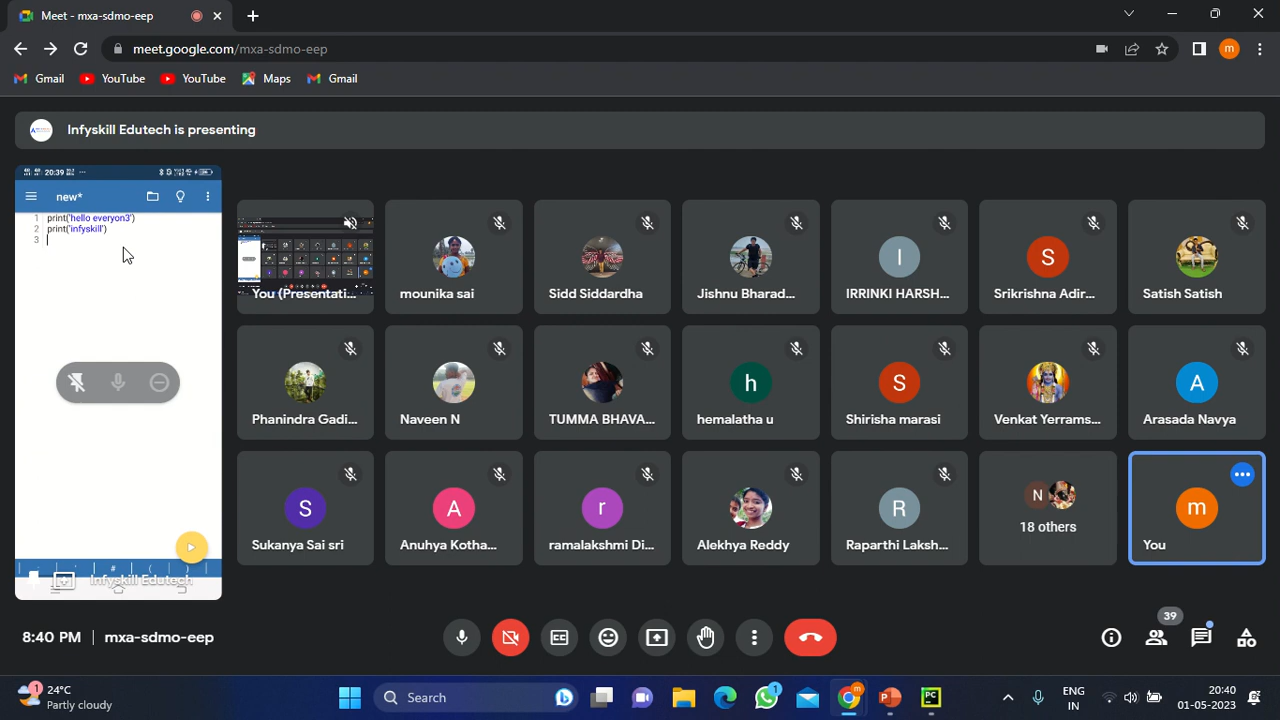 Meet - mxa-sdmo-eep
meet.google.com/mxa-sdmo-eep
Gmail YouTube YouTube Maps Gmail
Infyskill Edutech is presenting
20:39
new*
1 print('hello everyon3')
2 print('infyskill')
3
Infyskill Edutech
You (Presentati...
mounika sai
Sidd Siddardha
Jishnu Bharad...
I
IRRINKI HARSH...
S
Srikrishna Adir...
Satish Satish
Phanindra Gadi...
Naveen N
TUMMA BHAVA...
h
hemalatha u
S
Shirisha marasi
Venkat Yerrams...
A
Arasada Navya
S
Sukanya Sai sri
A
Anuhya Kotha...
r
ramalakshmi Di...
Alekhya Reddy
R
Raparthi Laksh...
N
18 others
m
You
8:40 PM | mxa-sdmo-eep
39
1
24°C
Partly cloudy
Search
1
ENG
IN
20:40
01-05-2023